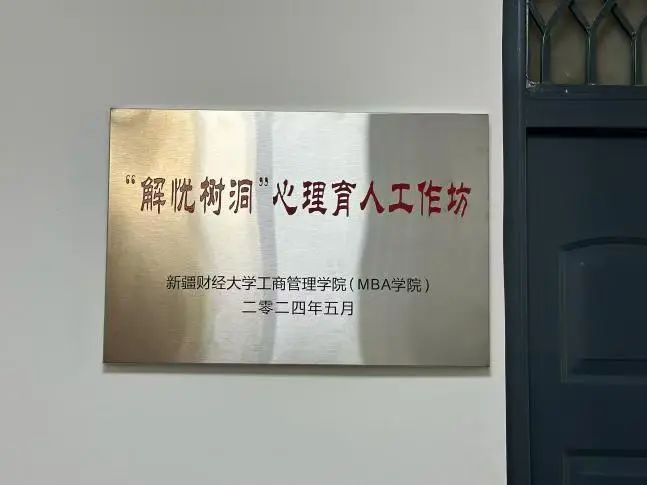 “解忧树洞”心理育人工作坊
新疆财经大学工商管理学院（MBA学院）
二零二四年五月